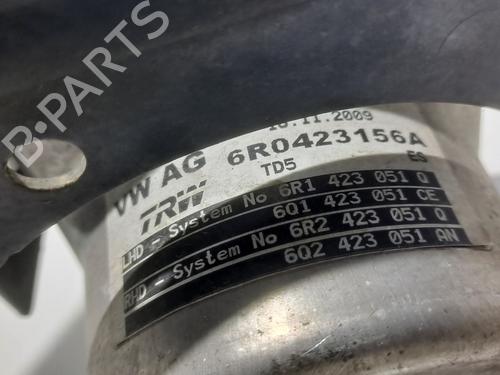 .11.2009
VW AG 6R0423156A
TRW TD5 ES
LHD - System No 6R1 423 051 Q
6Q1 423 051 CE
RHD - System No 6R2 423 051 Q
6Q2 423 051 AN
B-PARTS